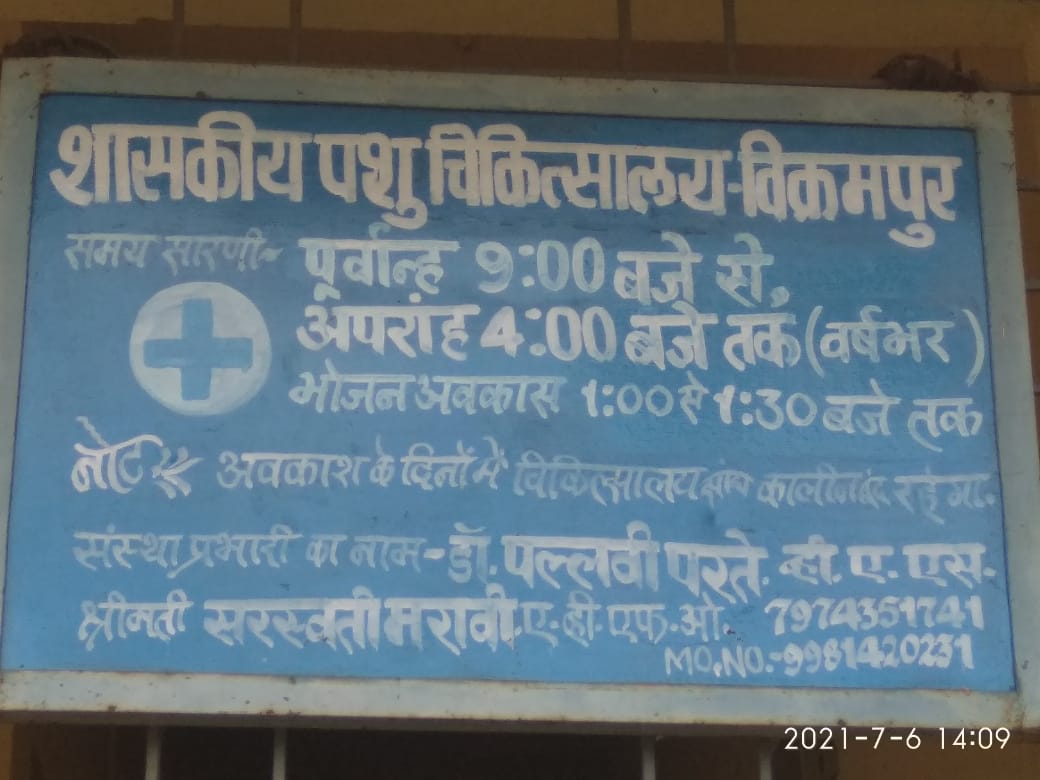 शासकीय पशु चिकित्सालय-विक्रमपुर
समय सारणी- पूर्वान्ह 9:00 बजे से,
अपरांह 4:00 बजे तक (वर्षभर)
भोजन अवकास 1:00 से 1:30 बजे तक
नोट अवकाश के दिनों में चिकित्सालय कालीन बंद रहेगा.
संस्था प्रभारी का नाम-डॉ. पल्लवी परते. व्ही. ए. एस.
श्रीमती सरस्वती मरावी.ए.व्ही.एफ.ओ. 7974351741
MO.NO.-9981420231
2021-7-6 14:09